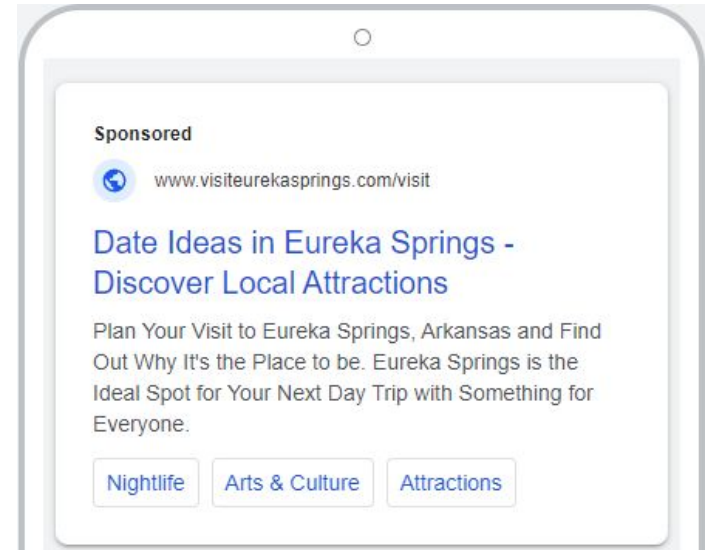 Sponsored
www.visiteurekasprings.com/visit
Date Ideas in Eureka Springs -
Discover Local Attractions
Plan Your Visit to Eureka Springs, Arkansas and Find
Out Why It's the Place to be. Eureka Springs is the
Ideal Spot for Your Next Day Trip with Something for
Everyone.
Nightlife
Arts & Culture
Attractions